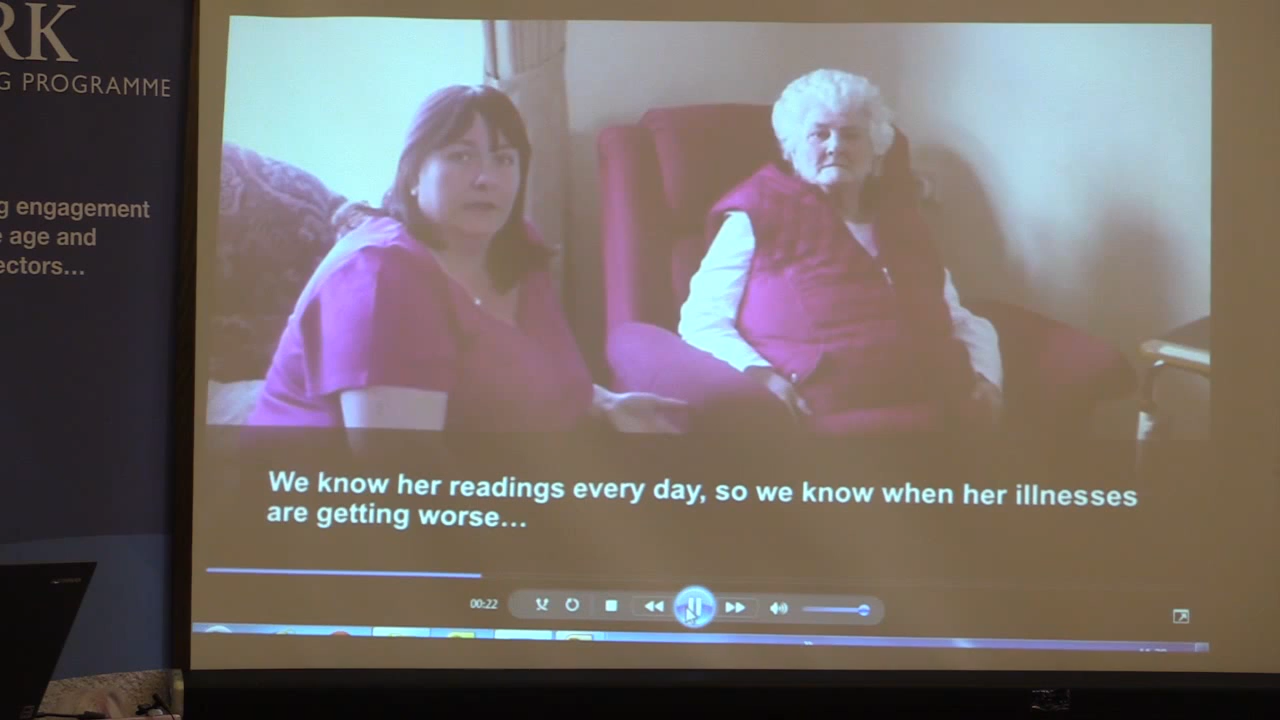 RK
G PROGRAMME
g engagement
e age and
ectors...
We know her readings every day, so we know when her illnesses
are getting worse...
00:22